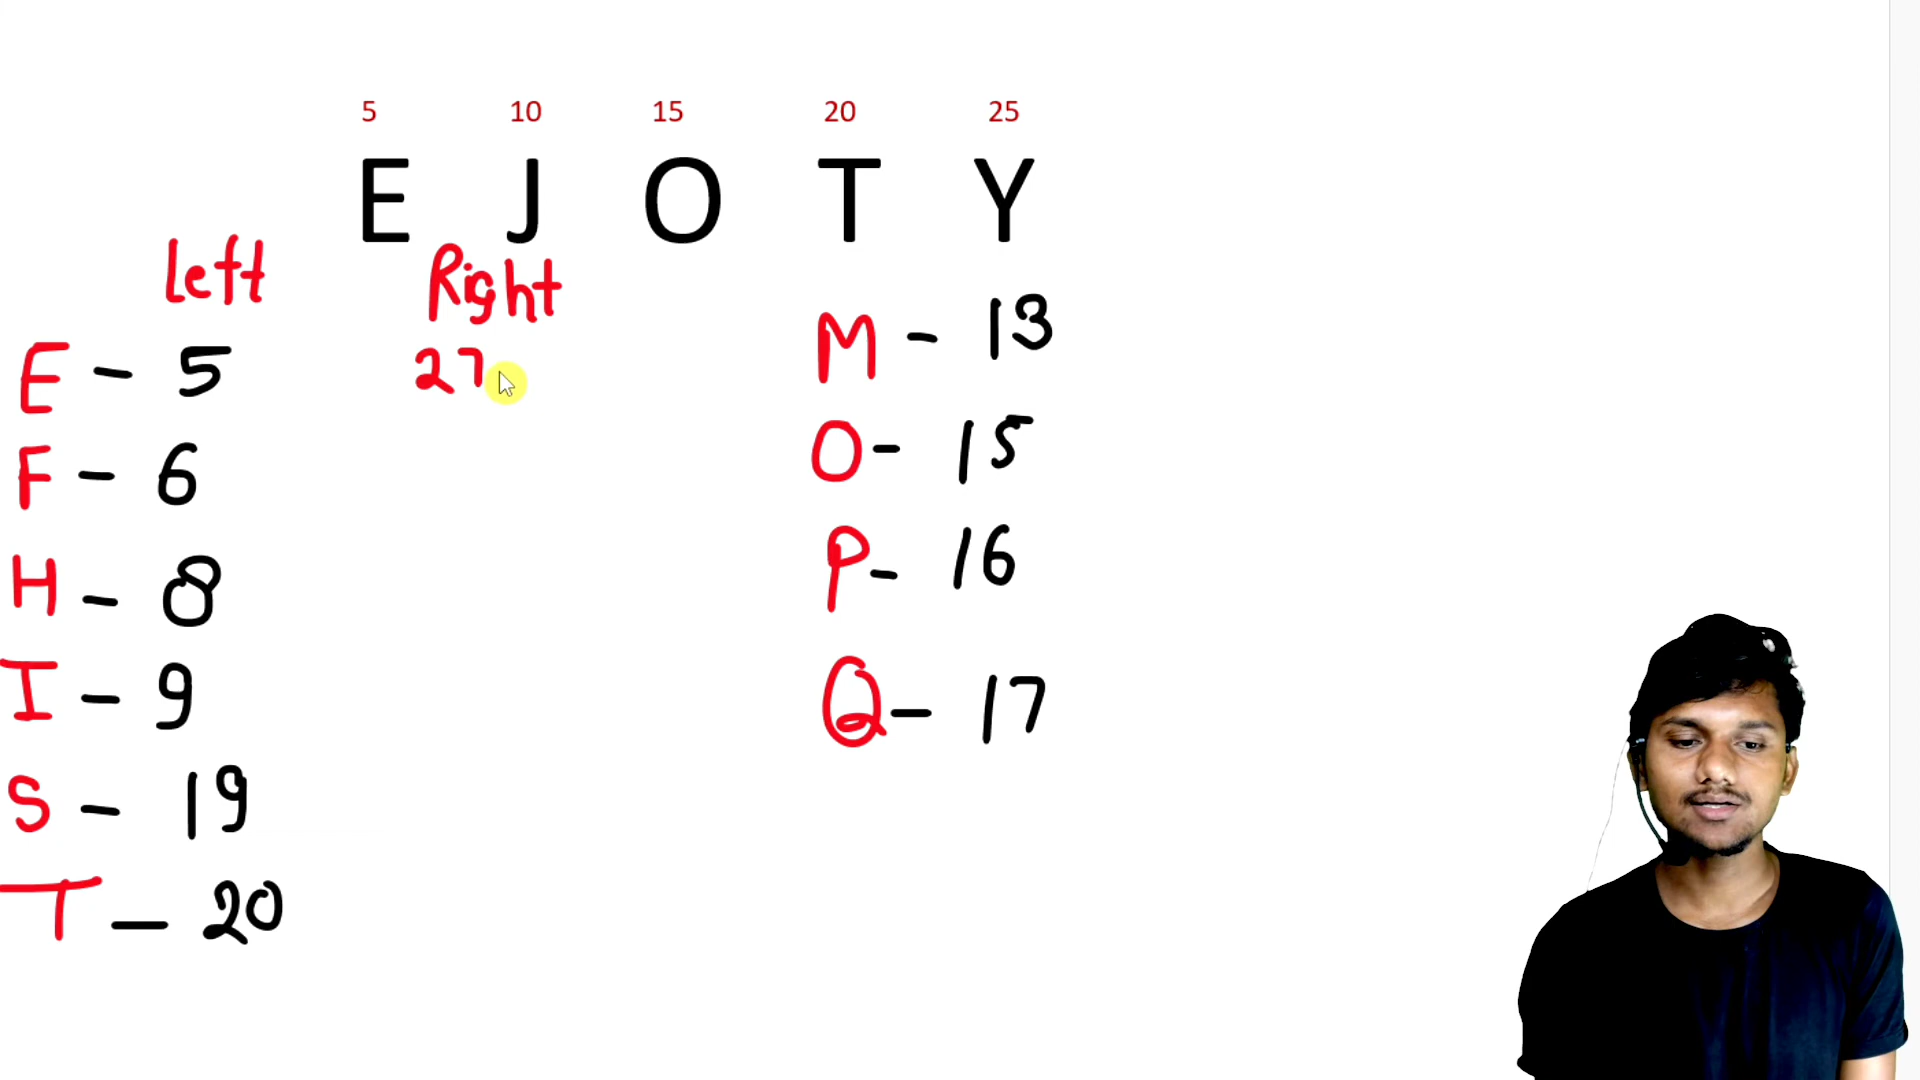 5 10 15 20 25
E J O T Y
Left Right
27
E - 5
F - 6
H - 8
I - 9
S - 19
T - 20
M - 13
O - 15
P - 16
Q - 17